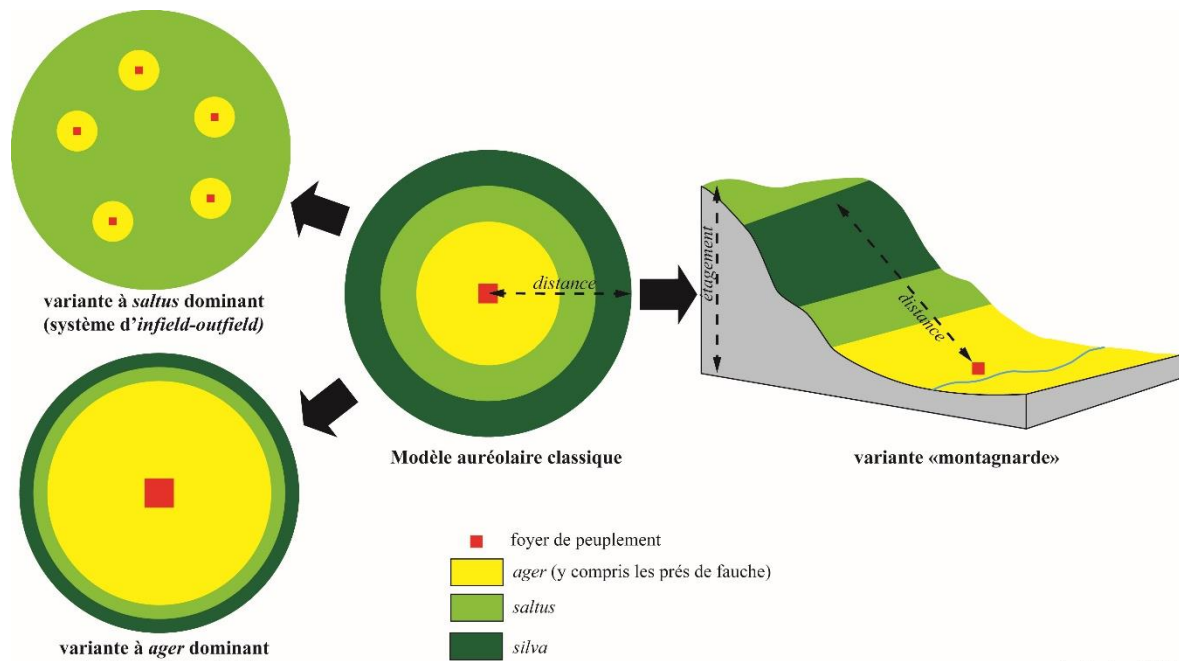 variante à saltus dominant
(système d'infield-outfield)
distance
Modèle auréolaire classique
étagement
distance
variante «montagnarde»
variante à ager dominant
foyer de peuplement
ager (y compris les prés de fauche)
saltus
silva